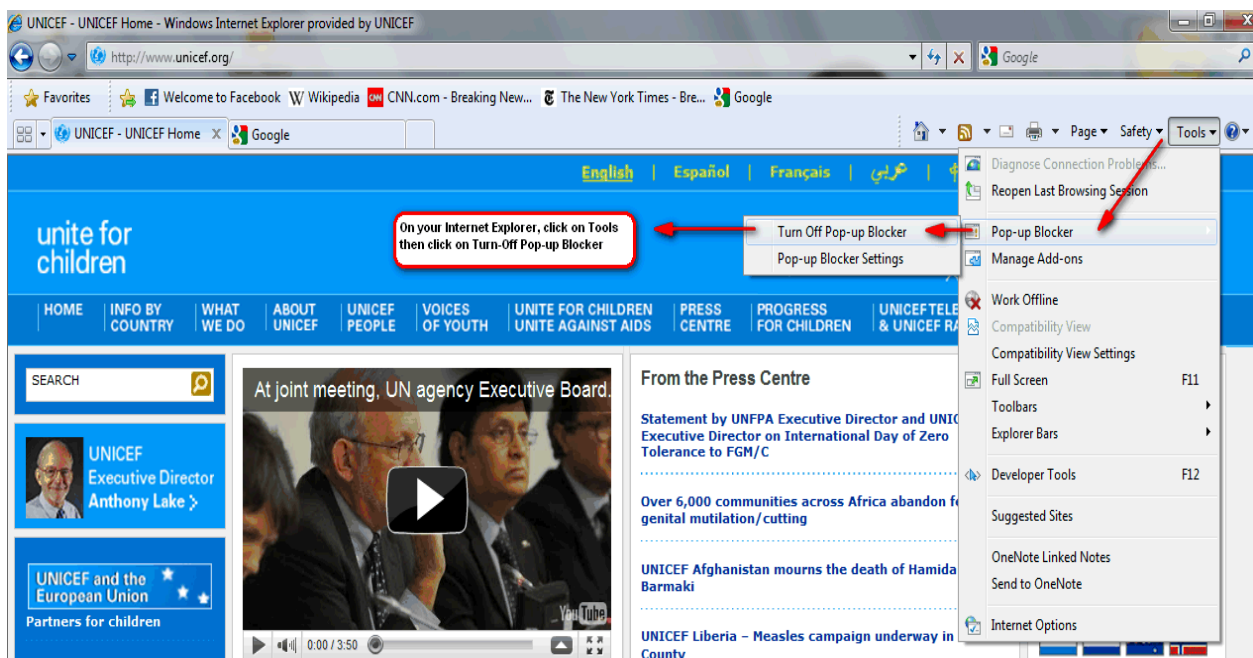 UNICEF - UNICEF Home - Windows Internet Explorer provided by UNICEF
http://www.unicef.org/
Google
Favorites
Welcome to Facebook
Wikipedia
CNN.com - Breaking New...
The New York Times - Bre...
Google
UNICEF - UNICEF Home
Google
Page
Safety
Tools
English | Español | Français | عربي |
unite for
children
On your Internet Explorer, click on Tools
then click on Turn-Off Pop-up Blocker
Turn Off Pop-up Blocker
Pop-up Blocker Settings
Diagnose Connection Problems...
Reopen Last Browsing Session
Pop-up Blocker
Manage Add-ons
Work Offline
Compatibility View
Compatibility View Settings
Full Screen F11
Toolbars
Explorer Bars
Developer Tools F12
Suggested Sites
OneNote Linked Notes
Send to OneNote
Internet Options
HOME
INFO BY
COUNTRY
WHAT
WE DO
ABOUT
UNICEF
UNICEF
PEOPLE
VOICES
OF YOUTH
UNITE FOR CHILDREN
UNITE AGAINST AIDS
PRESS
CENTRE
PROGRESS
FOR CHILDREN
UNICEF TELE
& UNICEF RA
SEARCH
UNICEF
Executive Director
Anthony Lake
UNICEF and the
European Union
Partners for children
At joint meeting, UN agency Executive Board.
YouTube
0:00 / 3:50
From the Press Centre
Statement by UNFPA Executive Director and UNIC
Executive Director on International Day of Zero
Tolerance to FGM/C
Over 6,000 communities across Africa abandon fe
genital mutilation/cutting
UNICEF Afghanistan mourns the death of Hamida
Barmaki
UNICEF Liberia – Measles campaign underway in
County